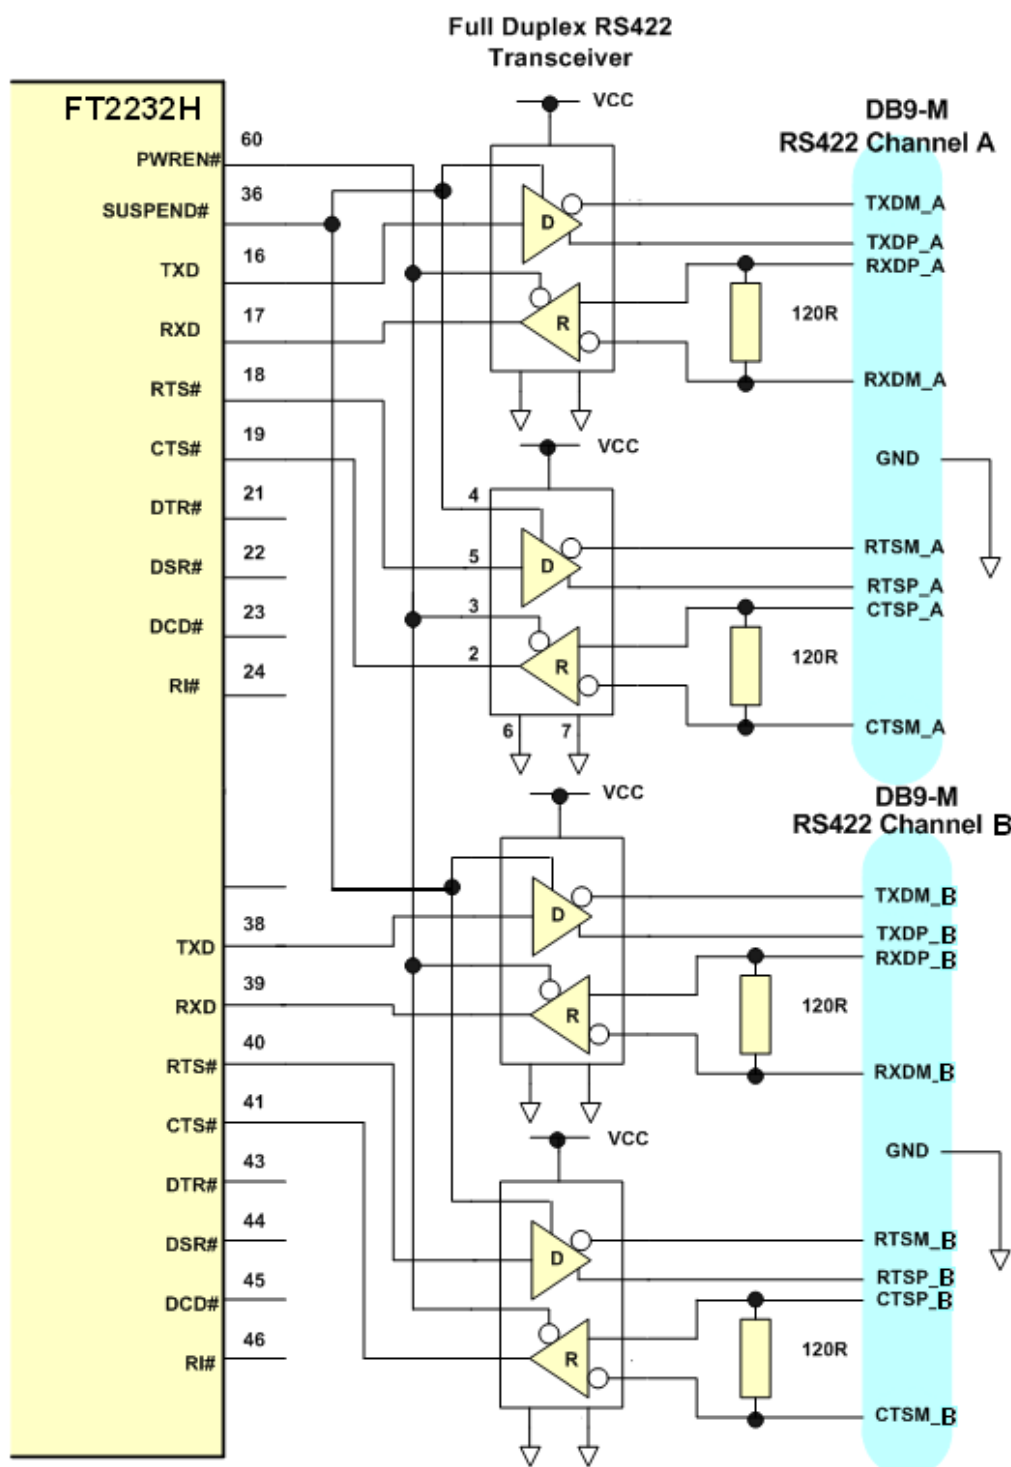 Full Duplex RS422
Transceiver
VCC
FT2232H
DB9-M
RS422 Channel A
60
PWREN#
36
SUSPEND#
16
TXD
17
RXD
18
RTS#
19
CTS#
21
DTR#
22
DSR#
23
DCD#
24
RI#
D
R
TXDM_A
TXDP_A
RXDP_A
120R
RXDM_A
VCC
GND
4
5
3
2
6
7
D
R
RTSM_A
RTSP_A
CTSP_A
120R
CTSM_A
VCC
DB9-M
RS422 Channel B
38
TXD
39
RXD
40
RTS#
41
CTS#
43
DTR#
44
DSR#
45
DCD#
46
RI#
D
R
TXDM_B
TXDP_B
RXDP_B
120R
RXDM_B
VCC
GND
D
R
RTSM_B
RTSP_B
CTSP_B
120R
CTSM_B